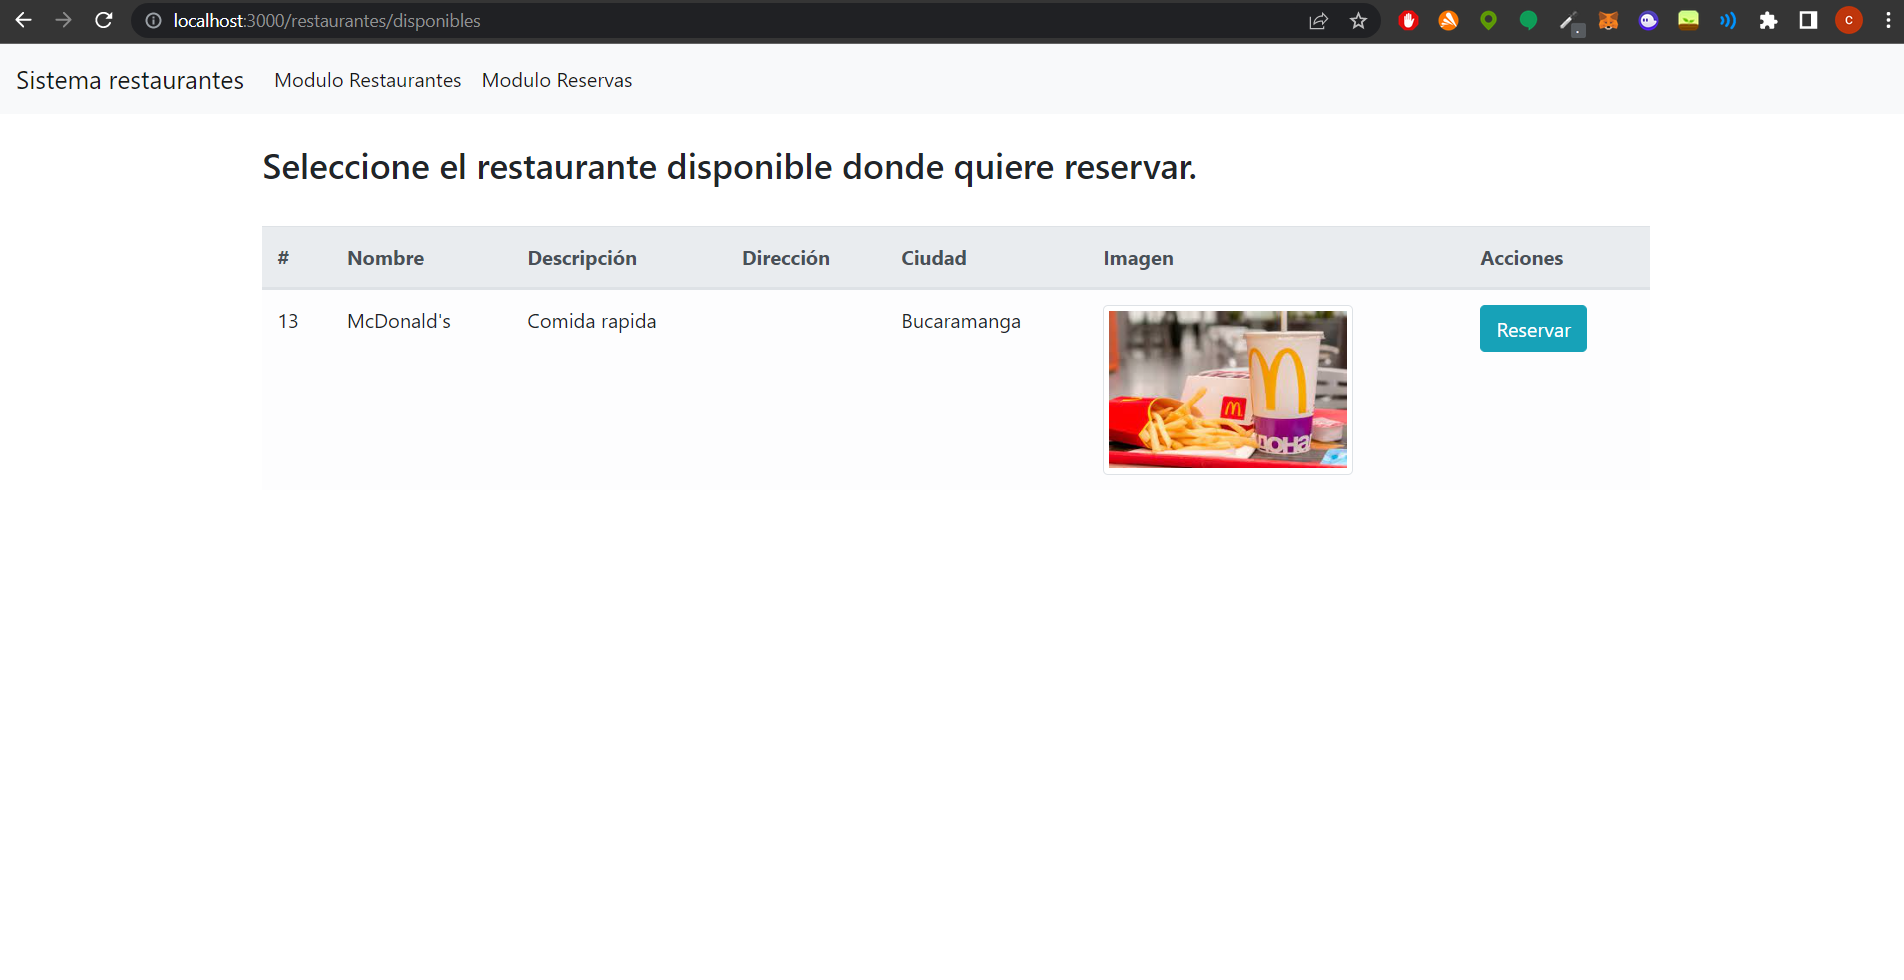 localhost:3000/restaurantes/disponibles
C
Sistema restaurantes Modulo Restaurantes Modulo Reservas
Seleccione el restaurante disponible donde quiere reservar.
# Nombre Descripción Dirección Ciudad Imagen Acciones
13 McDonald's Comida rapida Bucaramanga Reservar